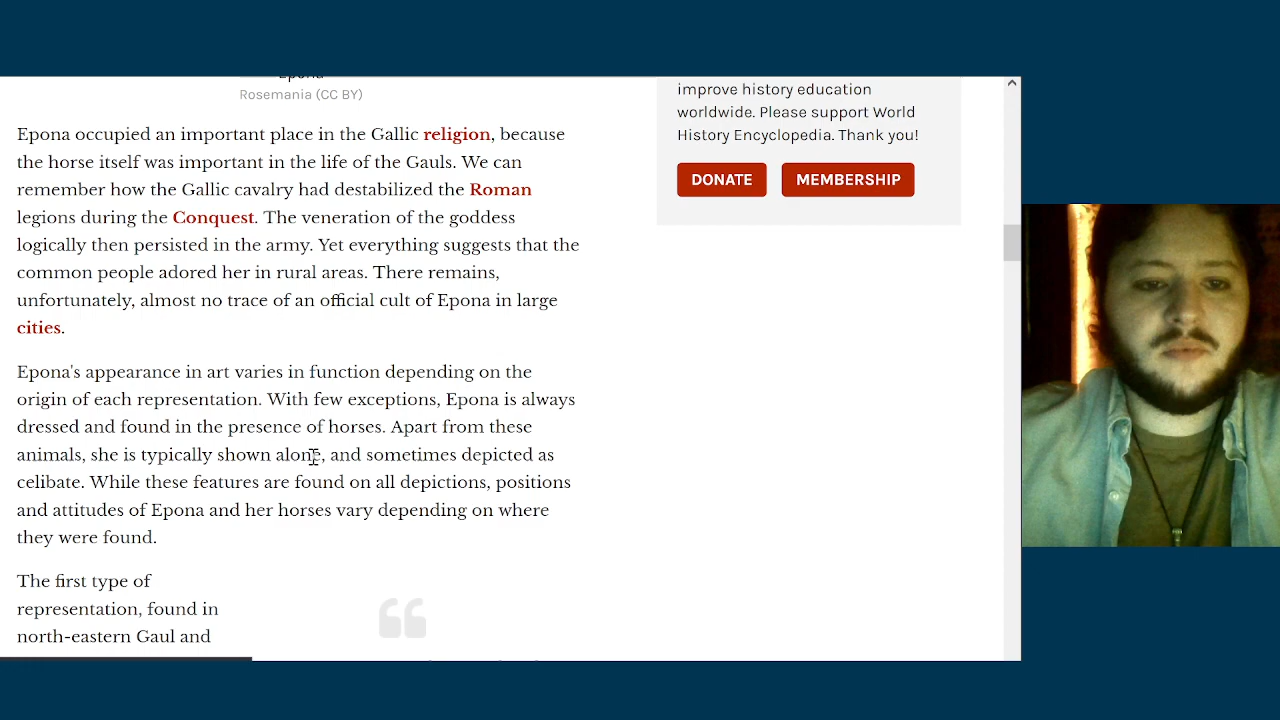 Rosemania (CC BY)
Epona occupied an important place in the Gallic religion, because
the horse itself was important in the life of the Gauls. We can
remember how the Gallic cavalry had destabilized the Roman
legions during the Conquest. The veneration of the goddess
logically then persisted in the army. Yet everything suggests that the
common people adored her in rural areas. There remains,
unfortunately, almost no trace of an official cult of Epona in large
cities.
Epona's appearance in art varies in function depending on the
origin of each representation. With few exceptions, Epona is always
dressed and found in the presence of horses. Apart from these
animals, she is typically shown alone, and sometimes depicted as
celibate. While these features are found on all depictions, positions
and attitudes of Epona and her horses vary depending on where
they were found.
The first type of
representation, found in
north-eastern Gaul and
improve history education
worldwide. Please support World
History Encyclopedia. Thank you!
DONATE MEMBERSHIP